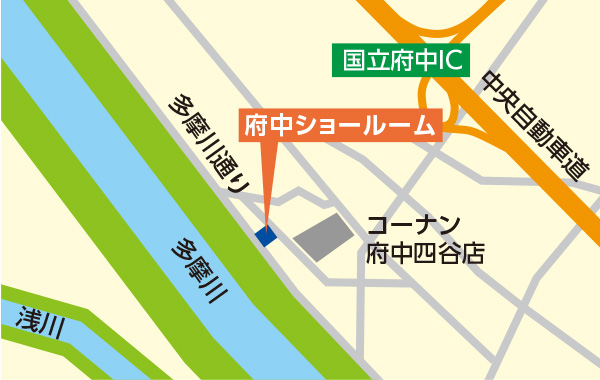 国立府中IC
中央自動車道
多摩川通り
府中ショールーム
コーナン
府中四谷店
多摩川
浅川